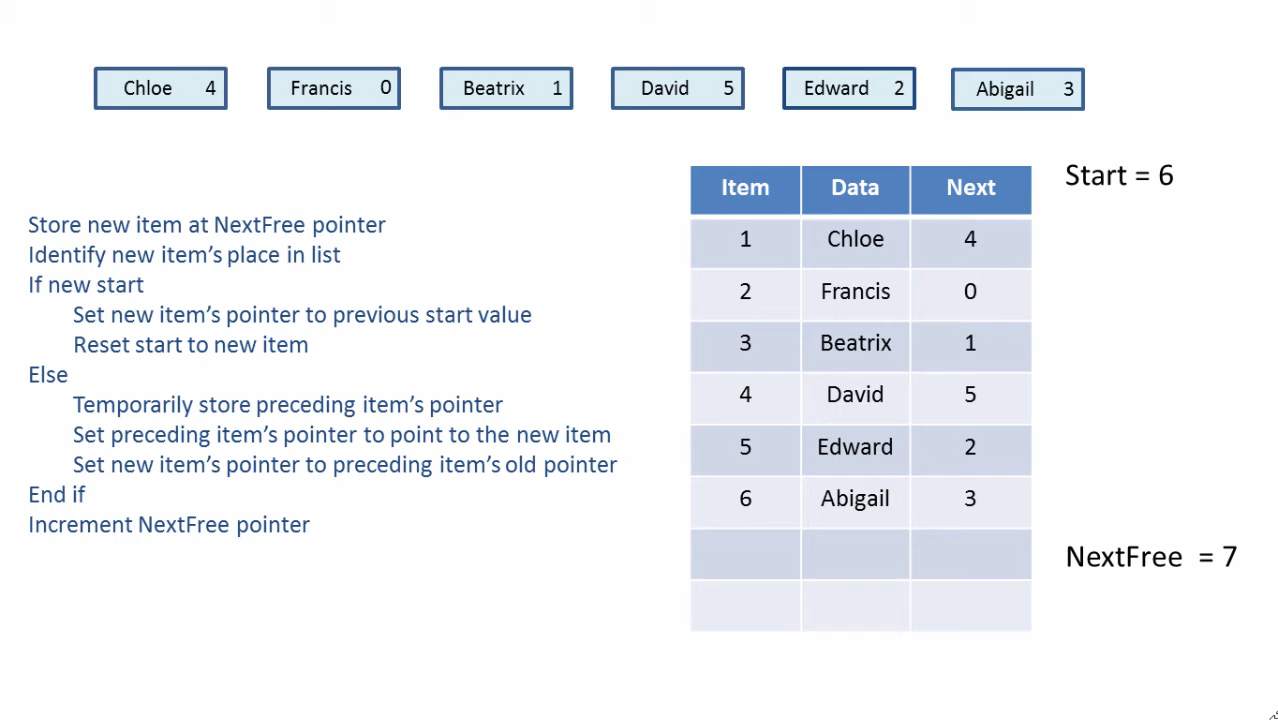 Chloe 4 Francis 0 Beatrix 1 David 5 Edward 2 Abigail 3
Start = 6
Item Data Next
1 Chloe 4
2 Francis 0
3 Beatrix 1
4 David 5
5 Edward 2
6 Abigail 3
NextFree = 7
Store new item at NextFree pointer
Identify new item’s place in list
If new start
Set new item’s pointer to previous start value
Reset start to new item
Else
Temporarily store preceding item’s pointer
Set preceding item’s pointer to point to the new item
Set new item’s pointer to preceding item’s old pointer
End if
Increment NextFree pointer